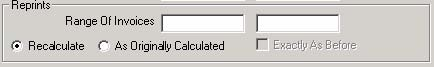 Reprints
Range Of Invoices
Recalculate As Originally Calculated Exactly As Before